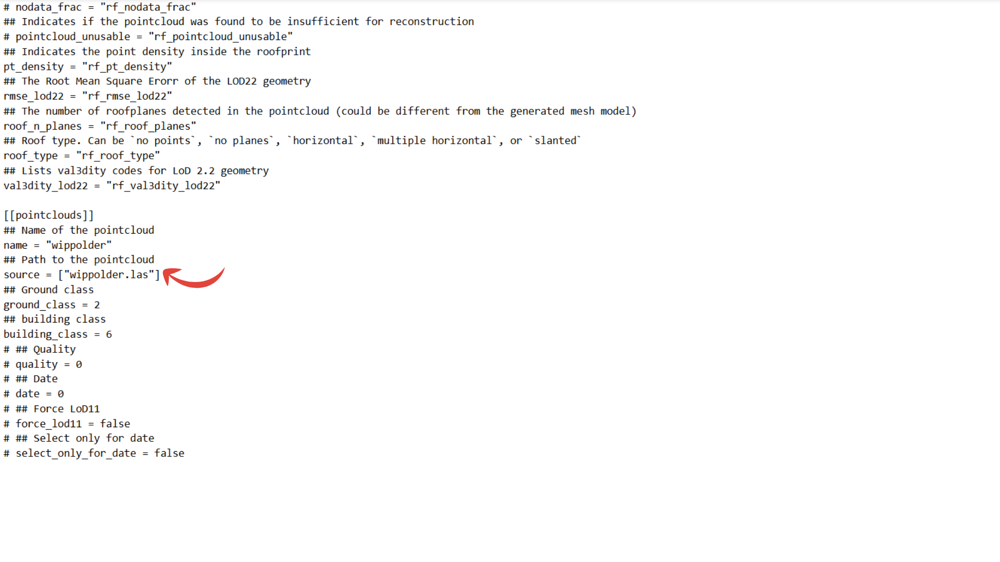 # nodata_frac = "rf_nodata_frac"
## Indicates if the pointcloud was found to be insufficient for reconstruction
# pointcloud_unusable = "rf_pointcloud_unusable"
## Indicates the point density inside the roofprint
pt_density = "rf_pt_density"
## The Root Mean Square Erorr of the LOD22 geometry
rmse_lod22 = "rf_rmse_lod22"
## The number of roofplanes detected in the pointcloud (could be different from the generated mesh model)
roof_n_planes = "rf_roof_planes"
## Roof type. Can be `no points`, `no planes`, `horizontal`, `multiple horizontal`, or `slanted`
roof_type = "rf_roof_type"
## Lists val3dity codes for LoD 2.2 geometry
val3dity_lod22 = "rf_val3dity_lod22"

[[pointclouds]]
## Name of the pointcloud
name = "wippolder"
## Path to the pointcloud
source = ["wippolder.las"]
## Ground class
ground_class = 2
## building class
building_class = 6
# ## Quality
# quality = 0
# ## Date
# date = 0
# ## Force LoD11
# force_lod11 = false
# ## Select only for date
# select_only_for_date = false